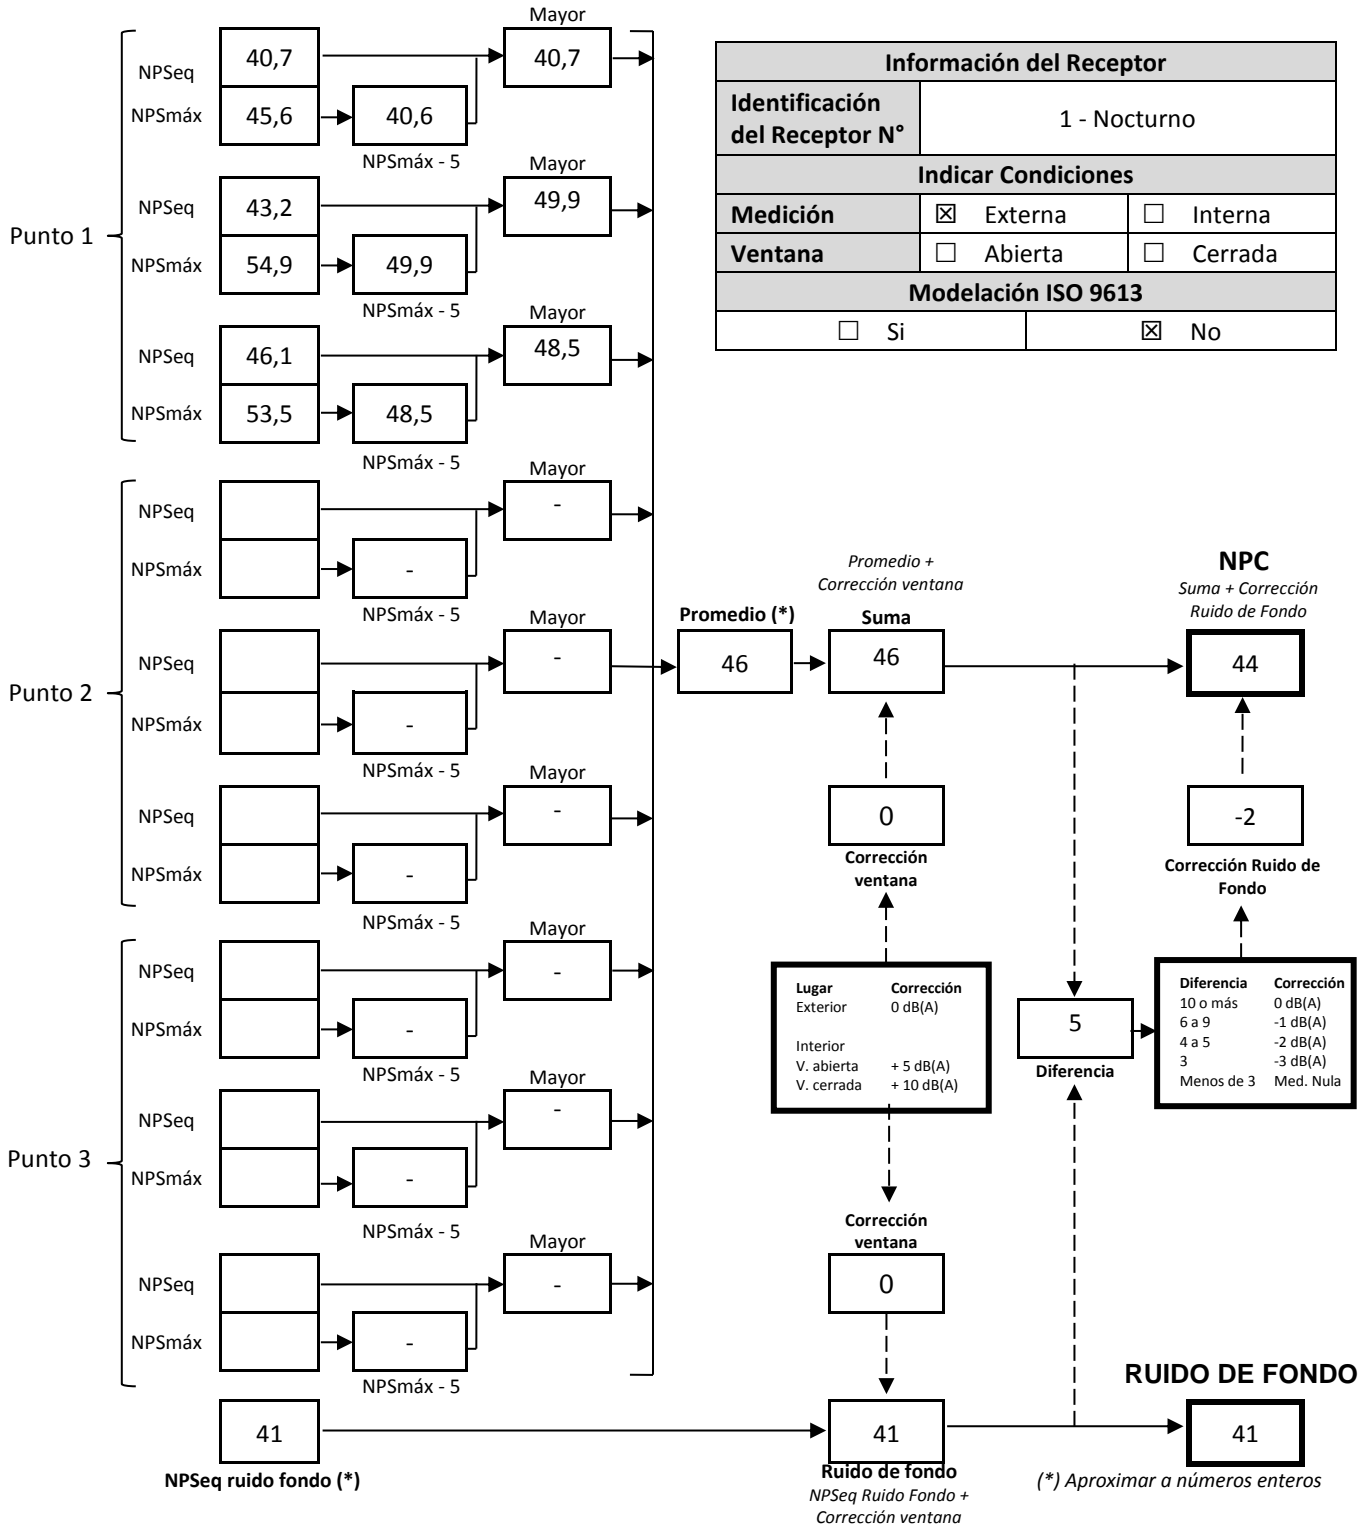 Mayor
NPSeq
40,7
40,7
NPSmáx
45,6
40,6
NPSmáx - 5
Mayor
Punto 1
NPSeq
43,2
49,9
NPSmáx
54,9
49,9
NPSmáx - 5
Mayor
NPSeq
46,1
48,5
NPSmáx
53,5
48,5
NPSmáx - 5
Información del Receptor
Identificación del Receptor N°
1 - Nocturno
Indicar Condiciones
Medición
☒ Externa
☐ Interna
Ventana
☐ Abierta
☐ Cerrada
Modelación ISO 9613
☐ Si
☒ No
Mayor
NPSeq
-
NPSmáx
-
NPSmáx - 5
Mayor
Punto 2
NPSeq
-
NPSmáx
-
NPSmáx - 5
Mayor
NPSeq
-
NPSmáx
-
NPSmáx - 5
Mayor
NPSeq
-
NPSmáx
-
NPSmáx - 5
Mayor
Punto 3
NPSeq
-
NPSmáx
-
NPSmáx - 5
Mayor
NPSeq
-
NPSmáx
-
NPSmáx - 5
41
NPSeq ruido fondo (*)
Promedio (*)
46
Promedio +
Corrección ventana
Suma
46
0
Corrección
ventana
Lugar Corrección
Exterior 0 dB(A)
Interior
V. abierta + 5 dB(A)
V. cerrada + 10 dB(A)
Corrección
ventana
0
41
Ruido de fondo
NPSeq Ruido Fondo +
Corrección ventana
5
Diferencia
NPC
Suma + Corrección
Ruido de Fondo
44
-2
Corrección Ruido de
Fondo
Diferencia Corrección
10 o más 0 dB(A)
6 a 9 -1 dB(A)
4 a 5 -2 dB(A)
3 -3 dB(A)
Menos de 3 Med. Nula
RUIDO DE FONDO
41
(*) Aproximar a números enteros